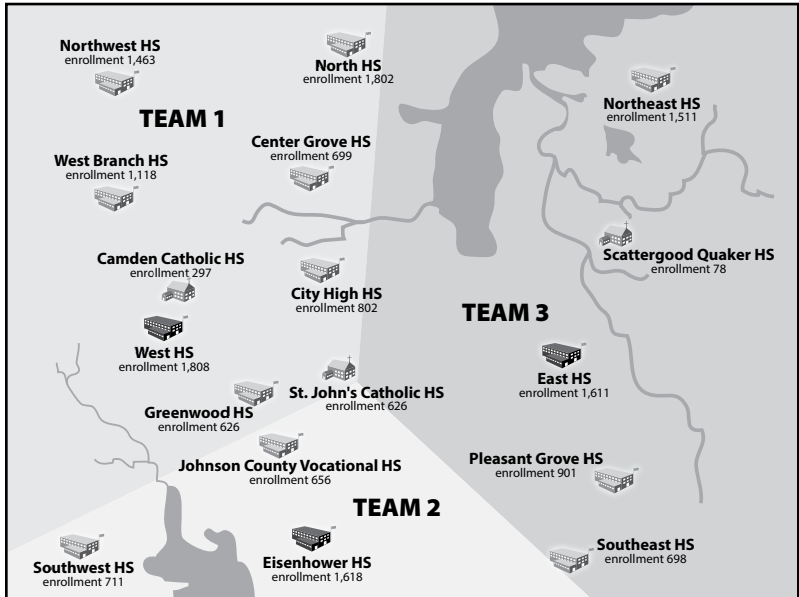 Northwest HS
enrollment 1,463
North HS
enrollment 1,802
Northeast HS
enrollment 1,511
TEAM 1
Center Grove HS
enrollment 699
West Branch HS
enrollment 1,118
Scattergood Quaker HS
enrollment 78
Camden Catholic HS
enrollment 297
City High HS
enrollment 802
TEAM 3
West HS
enrollment 1,808
East HS
enrollment 1,611
St. John's Catholic HS
enrollment 626
Greenwood HS
enrollment 626
Johnson County Vocational HS
enrollment 656
Pleasant Grove HS
enrollment 901
TEAM 2
Southwest HS
enrollment 711
Eisenhower HS
enrollment 1,618
Southeast HS
enrollment 698